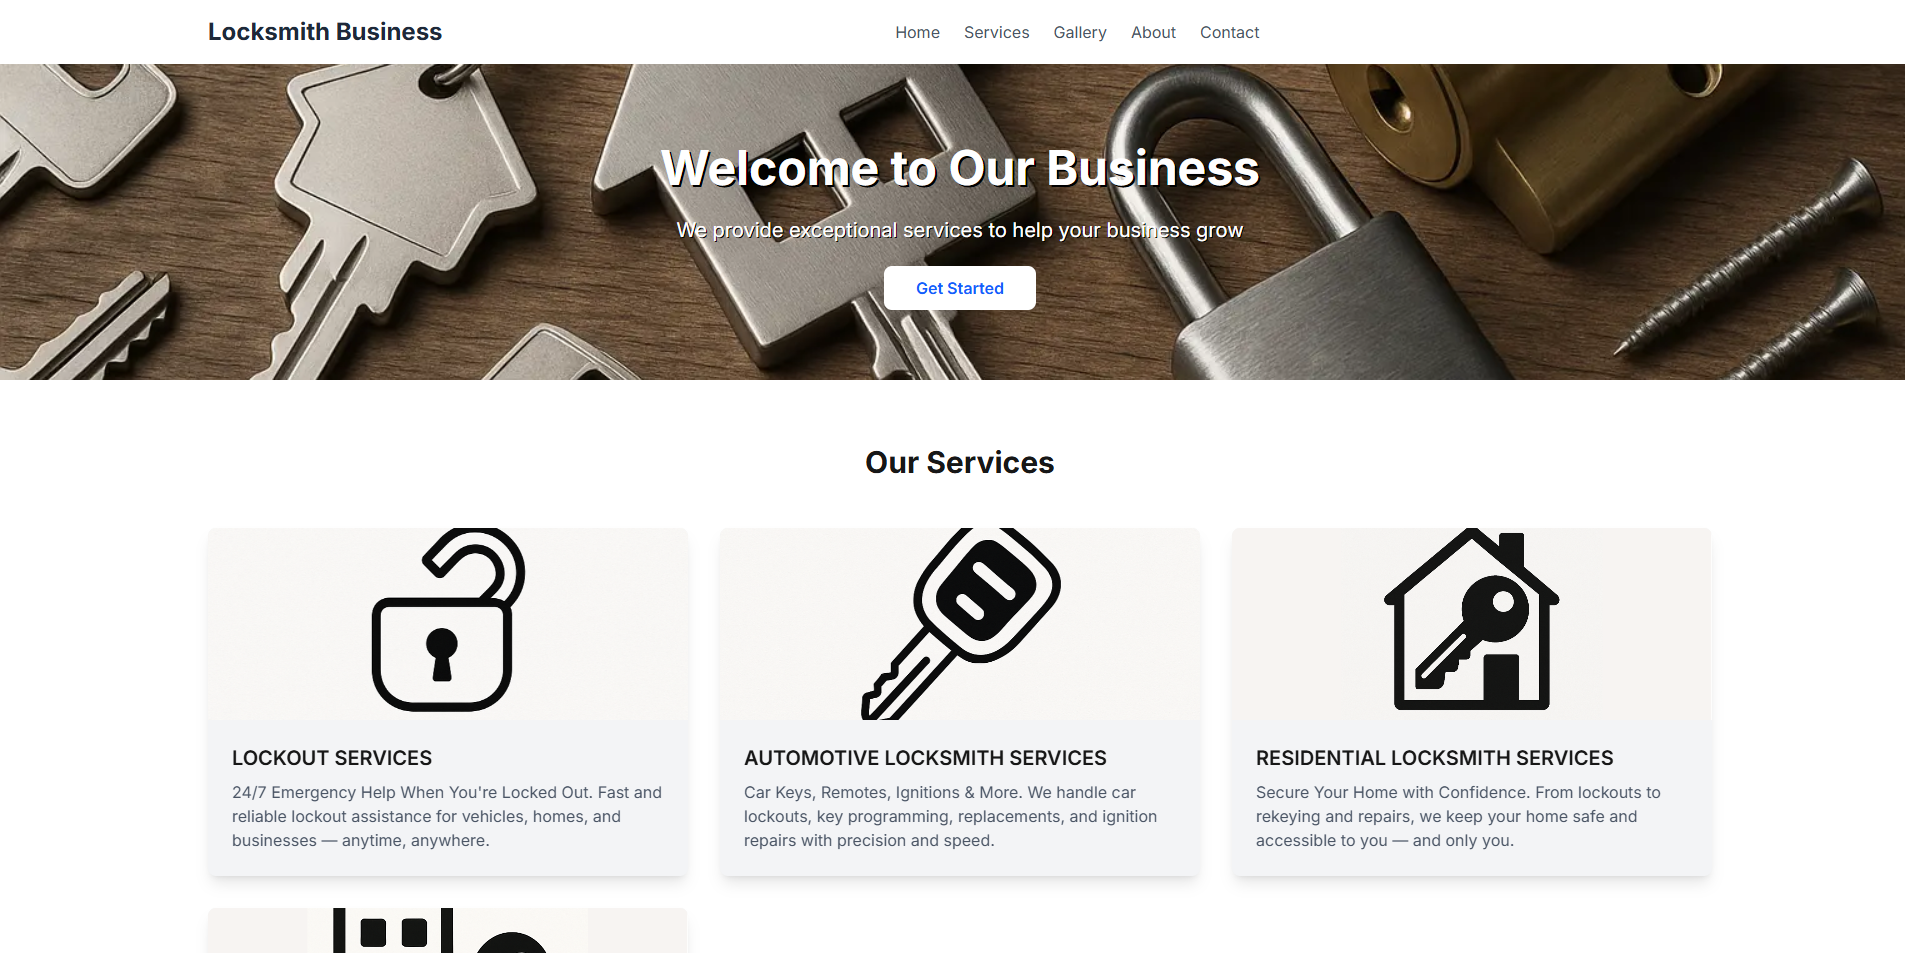 Locksmith Business
Home Services Gallery About Contact
Welcome to Our Business
We provide exceptional services to help your business grow
Get Started
Our Services
LOCKOUT SERVICES
24/7 Emergency Help When You're Locked Out. Fast and
reliable lockout assistance for vehicles, homes, and
businesses — anytime, anywhere.
AUTOMOTIVE LOCKSMITH SERVICES
Car Keys, Remotes, Ignitions & More. We handle car
lockouts, key programming, replacements, and ignition
repairs with precision and speed.
RESIDENTIAL LOCKSMITH SERVICES
Secure Your Home with Confidence. From lockouts to
rekeying and repairs, we keep your home safe and
accessible to you — and only you.